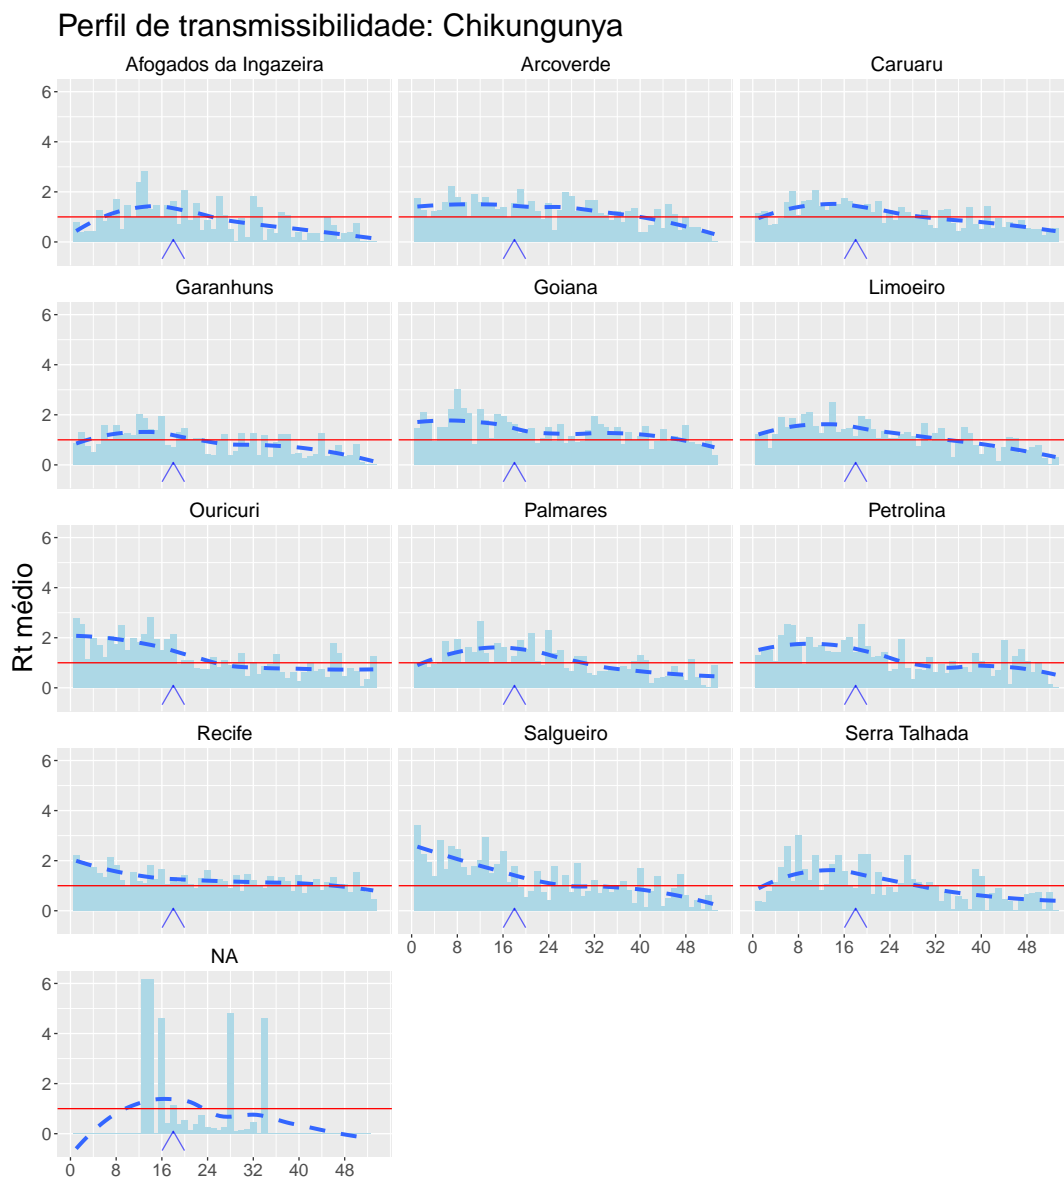 Perfil de transmissibilidade: Chikungunya
Afogados da Ingazeira Arcoverde Caruaru
6
4
2
0
Garanhuns Goiana Limoeiro
6
4
2
0
Ouricuri Palmares Petrolina
6
4
2
0
Rt médio
Recife Salgueiro Serra Talhada
6
4
2
0
0 8 16 24 32 40 48 0 8 16 24 32 40 48
NA
6
4
2
0
0 8 16 24 32 40 48